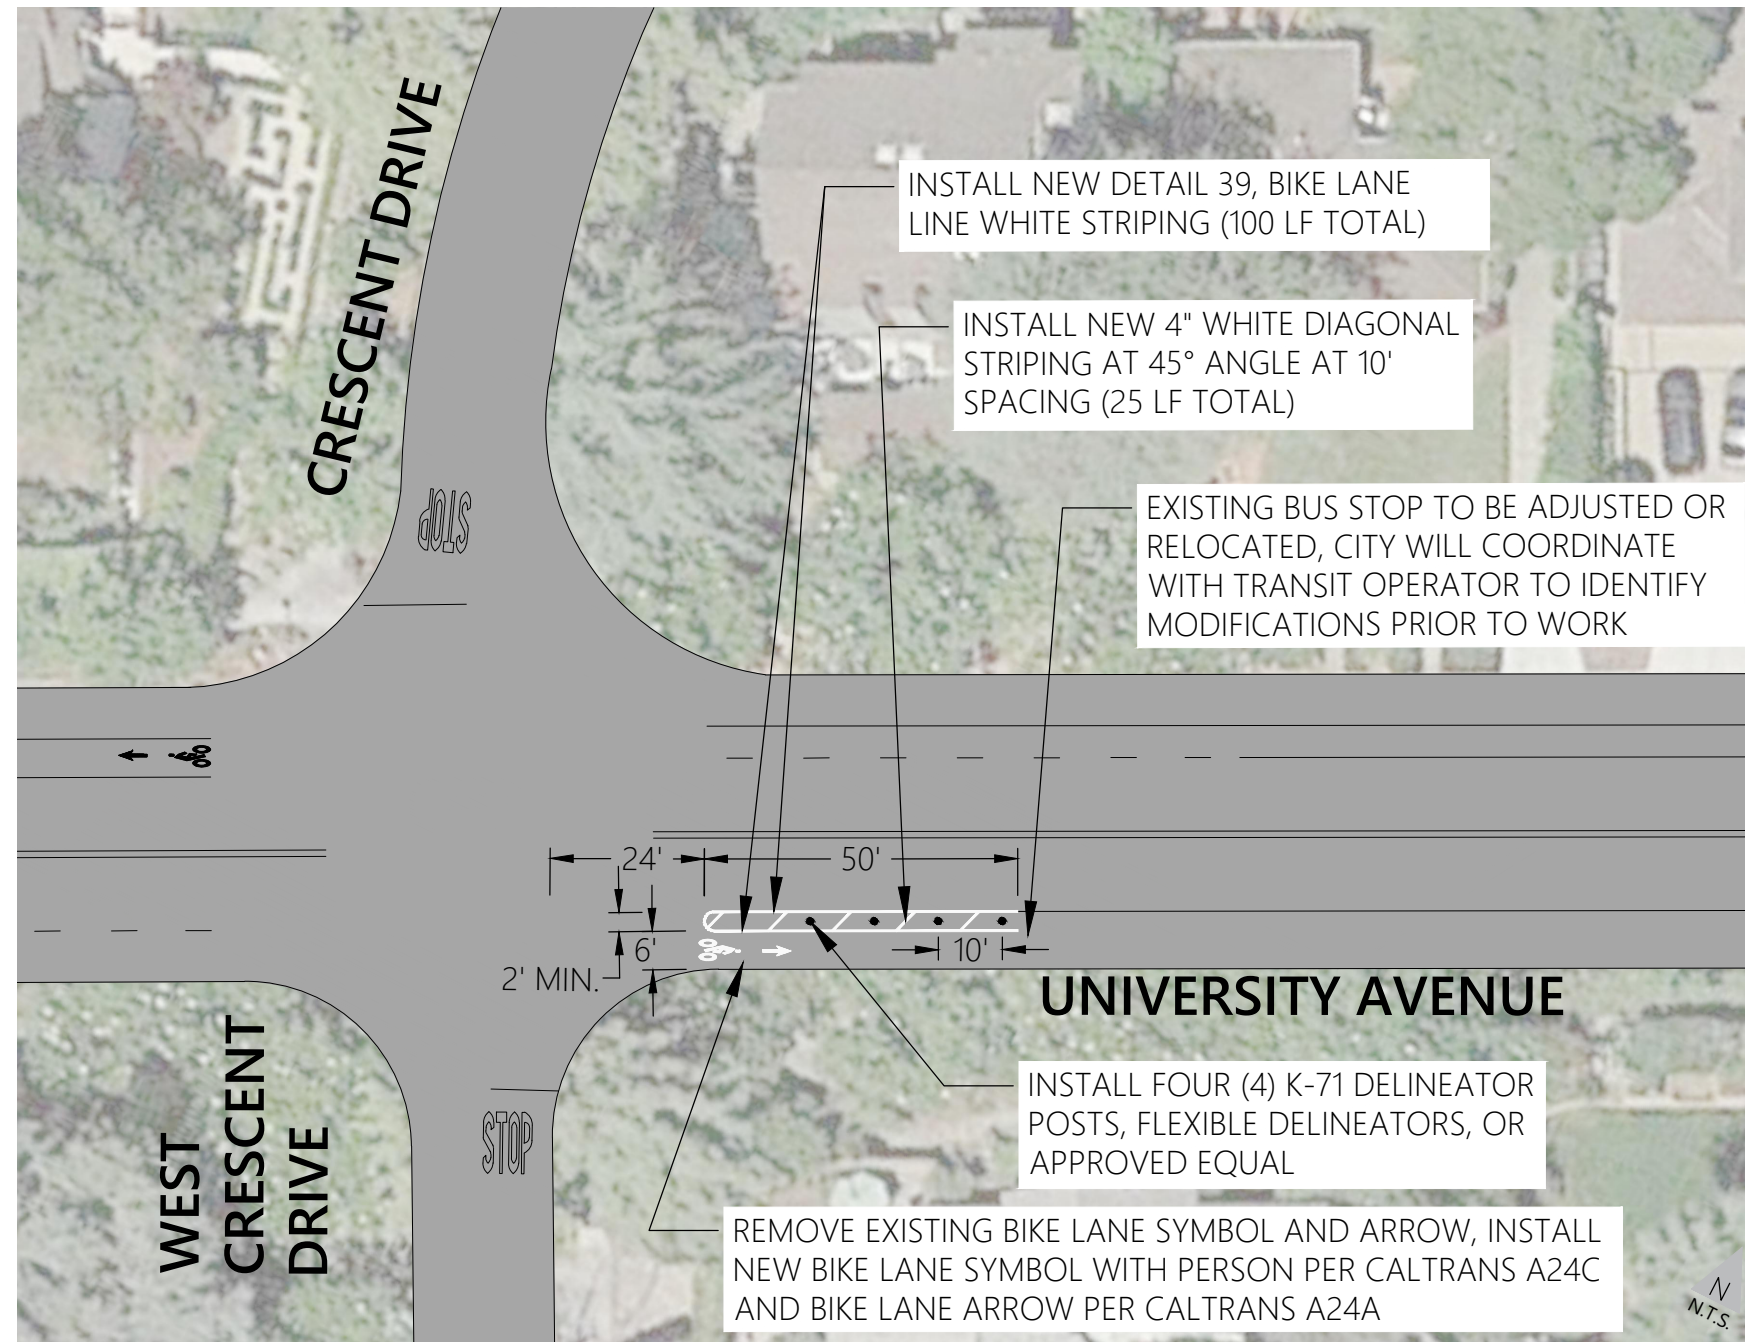 CRESCENT DRIVE
INSTALL NEW DETAIL 39, BIKE LANE
LINE WHITE STRIPING (100 LF TOTAL)
INSTALL NEW 4" WHITE DIAGONAL
STRIPING AT 45° ANGLE AT 10'
SPACING (25 LF TOTAL)
STOP
EXISTING BUS STOP TO BE ADJUSTED OR
RELOCATED, CITY WILL COORDINATE
WITH TRANSIT OPERATOR TO IDENTIFY
MODIFICATIONS PRIOR TO WORK
24'
50'
6'
10'
2' MIN.
UNIVERSITY AVENUE
WEST
CRESCENT
DRIVE
STOP
INSTALL FOUR (4) K-71 DELINEATOR
POSTS, FLEXIBLE DELINEATORS, OR
APPROVED EQUAL
REMOVE EXISTING BIKE LANE SYMBOL AND ARROW, INSTALL
NEW BIKE LANE SYMBOL WITH PERSON PER CALTRANS A24C
AND BIKE LANE ARROW PER CALTRANS A24A
N
N.T.S.